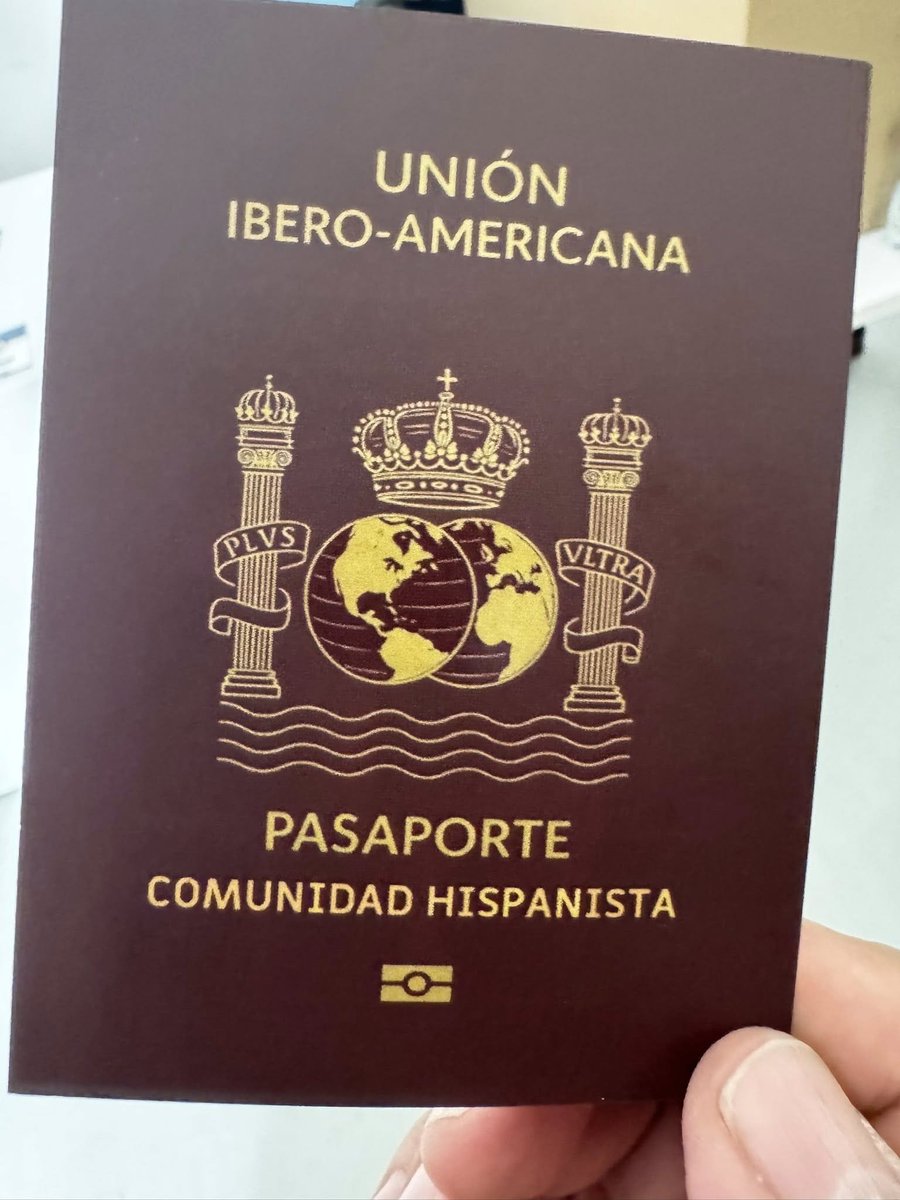 UNIÓN
IBERO-AMERICANA
PLVS
VLTRA
PASAPORTE
COMUNIDAD HISPANISTA